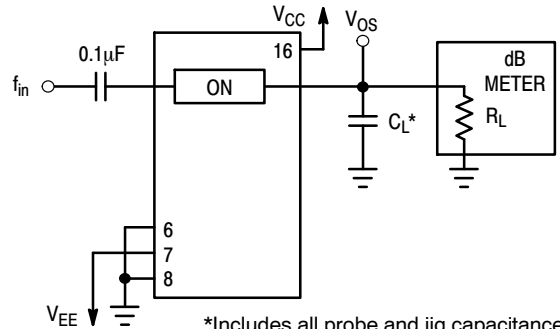 V_CC
V_OS
0.1µF
16
dB
METER
f_in
ON
C_L*
R_L
6
7
8
V_EE
*Includes all probe and jig capacitance